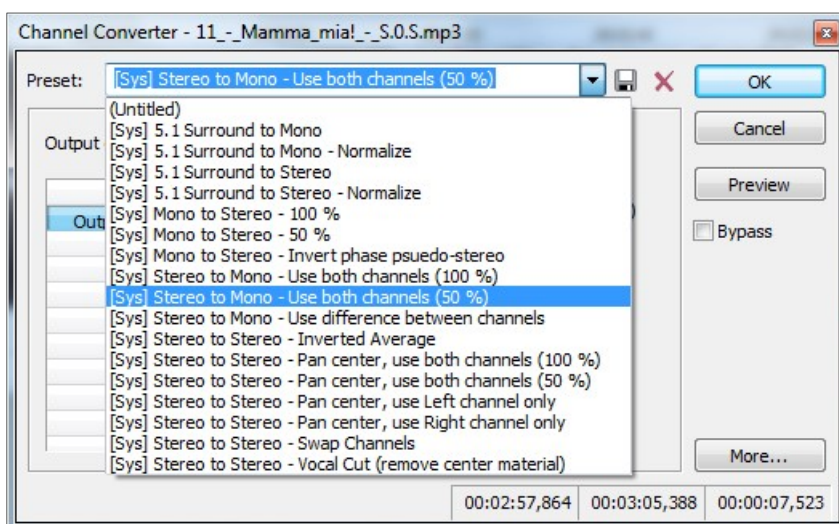 Channel Converter - 11_-_Mamma_mia!_-_S.0.S.mp3
Preset:
[Sys] Stereo to Mono - Use both channels (50 %)
OK
(Untitled)
[Sys] 5.1 Surround to Mono
[Sys] 5.1 Surround to Mono - Normalize
[Sys] 5.1 Surround to Stereo
[Sys] 5.1 Surround to Stereo - Normalize
[Sys] Mono to Stereo - 100 %
[Sys] Mono to Stereo - 50 %
[Sys] Mono to Stereo - Invert phase psuedo-stereo
[Sys] Stereo to Mono - Use both channels (100 %)
[Sys] Stereo to Mono - Use both channels (50 %)
[Sys] Stereo to Mono - Use difference between channels
[Sys] Stereo to Stereo - Inverted Average
[Sys] Stereo to Stereo - Pan center, use both channels (100 %)
[Sys] Stereo to Stereo - Pan center, use both channels (50 %)
[Sys] Stereo to Stereo - Pan center, use Left channel only
[Sys] Stereo to Stereo - Pan center, use Right channel only
[Sys] Stereo to Stereo - Swap Channels
[Sys] Stereo to Stereo - Vocal Cut (remove center material)
Output
Cancel
Preview
Bypass
More...
00:02:57,864 00:03:05,388 00:00:07,523